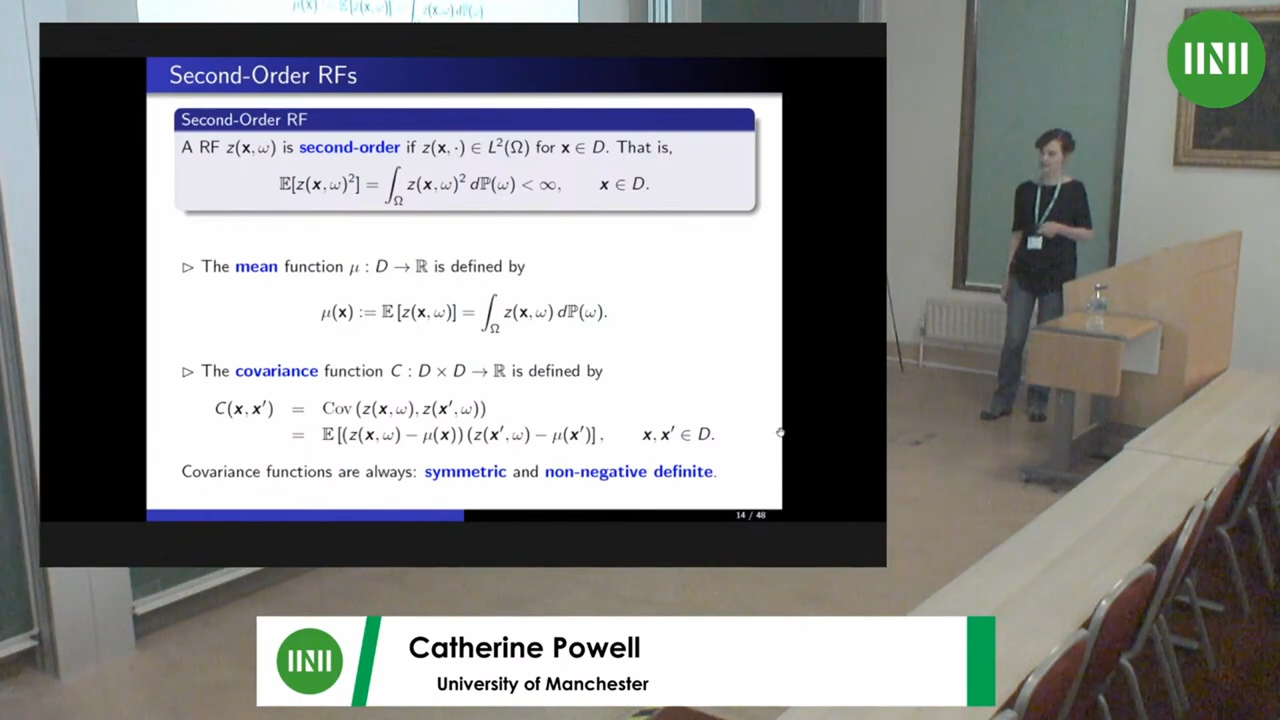 μ(x) := E[z(x,ω)] = ∫ z(x,ω) dP(ω)
Second-Order RFs
Second-Order RF
A RF z(x, ω) is second-order if z(x, ·) ∈ L²(Ω) for x ∈ D. That is,
𝔼[z(x, ω)²] = ∫_Ω z(x, ω)² dℙ(ω) < ∞, x ∈ D.
▷ The mean function μ : D → ℝ is defined by
μ(x) := 𝔼 [z(x, ω)] = ∫_Ω z(x, ω) dℙ(ω).
▷ The covariance function C : D × D → ℝ is defined by
C(x, x′) = Cov (z(x, ω), z(x′, ω))
= 𝔼 [(z(x, ω) − μ(x)) (z(x′, ω) − μ(x′)] , x, x′ ∈ D.
Covariance functions are always: symmetric and non-negative definite.
14 / 48
Catherine Powell
University of Manchester